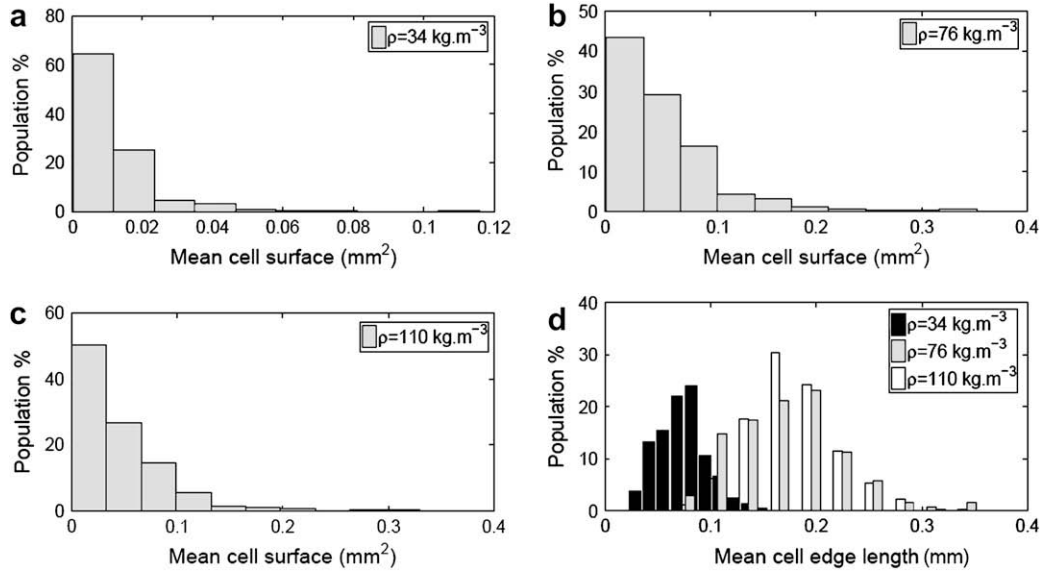 a
80
60
40
20
0
Population %
ρ=34 kg.m⁻³
0 0.02 0.04 0.06 0.08 0.1 0.12
Mean cell surface (mm²)
b
50
40
30
20
10
0
Population %
ρ=76 kg.m⁻³
0 0.1 0.2 0.3 0.4
Mean cell surface (mm²)
c
60
40
20
0
Population %
ρ=110 kg.m⁻³
0 0.1 0.2 0.3 0.4
Mean cell surface (mm²)
d
40
30
20
10
0
Population %
ρ=34 kg.m⁻³
ρ=76 kg.m⁻³
ρ=110 kg.m⁻³
0 0.1 0.2 0.3 0.4
Mean cell edge length (mm)